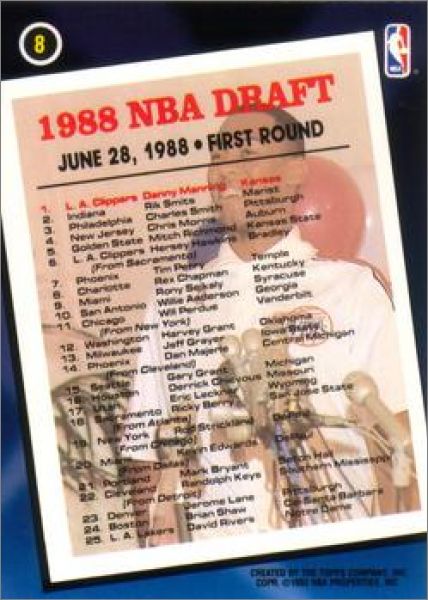 8
NBA
1988 NBA DRAFT
JUNE 28, 1988 • FIRST ROUND
1. L. A. Clippers Danny Manning Kansas
2. Indiana Rik Smits Marist
3. Philadelphia Charles Smith Pittsburgh
4. New Jersey Chris Morris Auburn
5. Golden State Mitch Richmond Kansas State
6. L. A. Clippers Hersey Hawkins Bradley
(From Sacramento)
7. Phoenix Tim Perry Temple
8. Charlotte Rex Chapman Kentucky
9. Miami Rony Seikaly Syracuse
10. San Antonio Willie Anderson Georgia
11. Chicago Will Perdue Vanderbilt
(From New York)
12. Washington Harvey Grant Oklahoma
13. Milwaukee Jeff Grayer Iowa State
14. Phoenix Dan Majerle Central Michigan
(From Cleveland)
15. Seattle Gary Grant Michigan
16. Houston Derrick Chievous Missouri
17. Utah Eric Leckner Wyoming
18. Sacramento Ricky Berry San Jose State
(From Atlanta)
19. New York Rod Strickland DePaul
(From Chicago)
20. Miami Kevin Edwards DePaul
(From Dallas)
21. Portland Mark Bryant Seton Hall
22. Cleveland Randolph Keys Southern Mississippi
(From Detroit)
23. Denver Jerome Lane Pittsburgh
24. Boston Brian Shaw Santa Barbara
25. L. A. Lakers David Rivers Notre Dame
CREATED BY THE TOPPS COMPANY, INC.
COPR. ©1993 NBA PROPERTIES, INC.